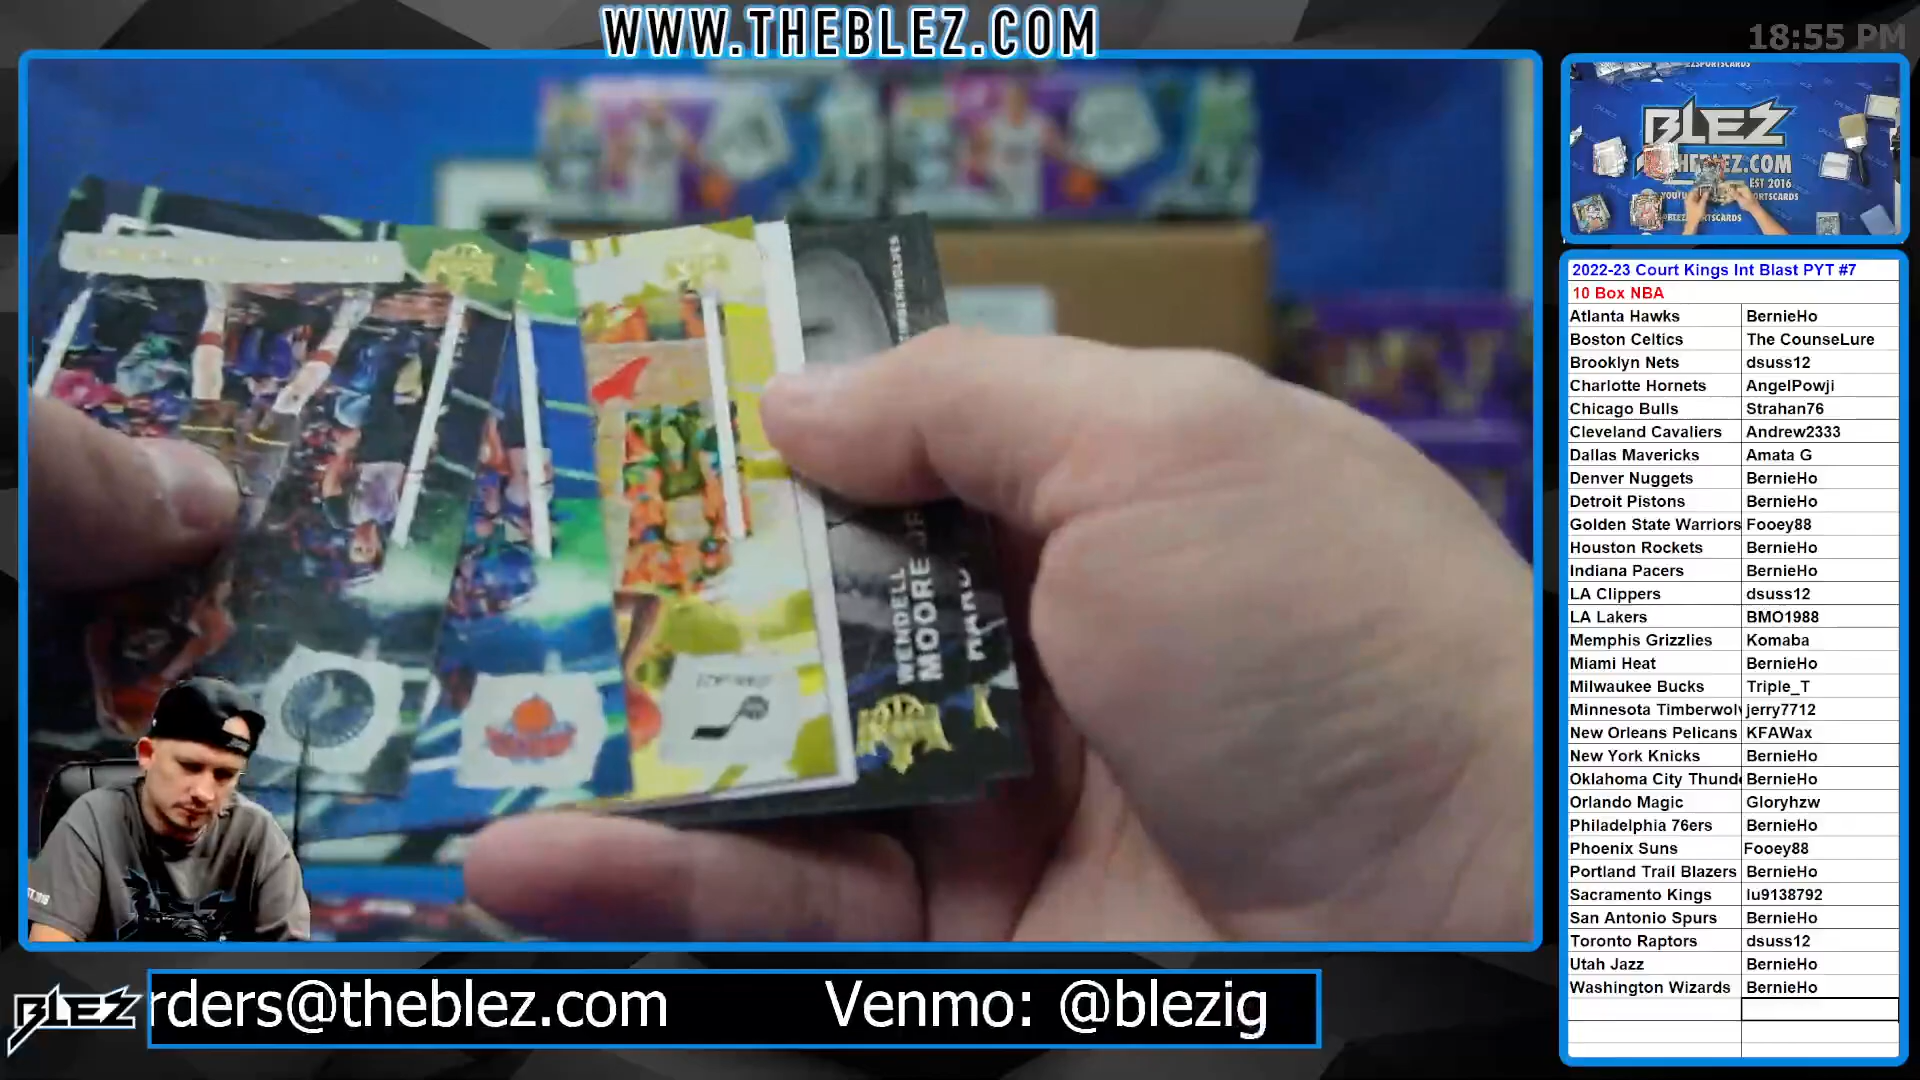 WWW.THEBLEZ.COM
18:55 PM
BLEZ
THEBLEZ.COM
EST 2016
2022-23 Court Kings Int Blast PYT #7
10 Box NBA
Atlanta Hawks BernieHo
Boston Celtics The CounseLure
Brooklyn Nets dsuss12
Charlotte Hornets AngelPowji
Chicago Bulls Strahan76
Cleveland Cavaliers Andrew2333
Dallas Mavericks Amata G
Denver Nuggets BernieHo
Detroit Pistons BernieHo
Golden State Warriors Fooey88
Houston Rockets BernieHo
Indiana Pacers BernieHo
LA Clippers dsuss12
LA Lakers BMO1988
Memphis Grizzlies Komaba
Miami Heat BernieHo
Milwaukee Bucks Triple_T
Minnesota Timberwolv jerry7712
New Orleans Pelicans KFAWax
New York Knicks BernieHo
Oklahoma City Thunde BernieHo
Orlando Magic Gloryhzw
Philadelphia 76ers BernieHo
Phoenix Suns Fooey88
Portland Trail Blazers BernieHo
Sacramento Kings lu9138792
San Antonio Spurs BernieHo
Toronto Raptors dsuss12
Utah Jazz BernieHo
Washington Wizards BernieHo
WENDELL
MOORE JR
BLEZ
rders@theblez.com Venmo: @blezig